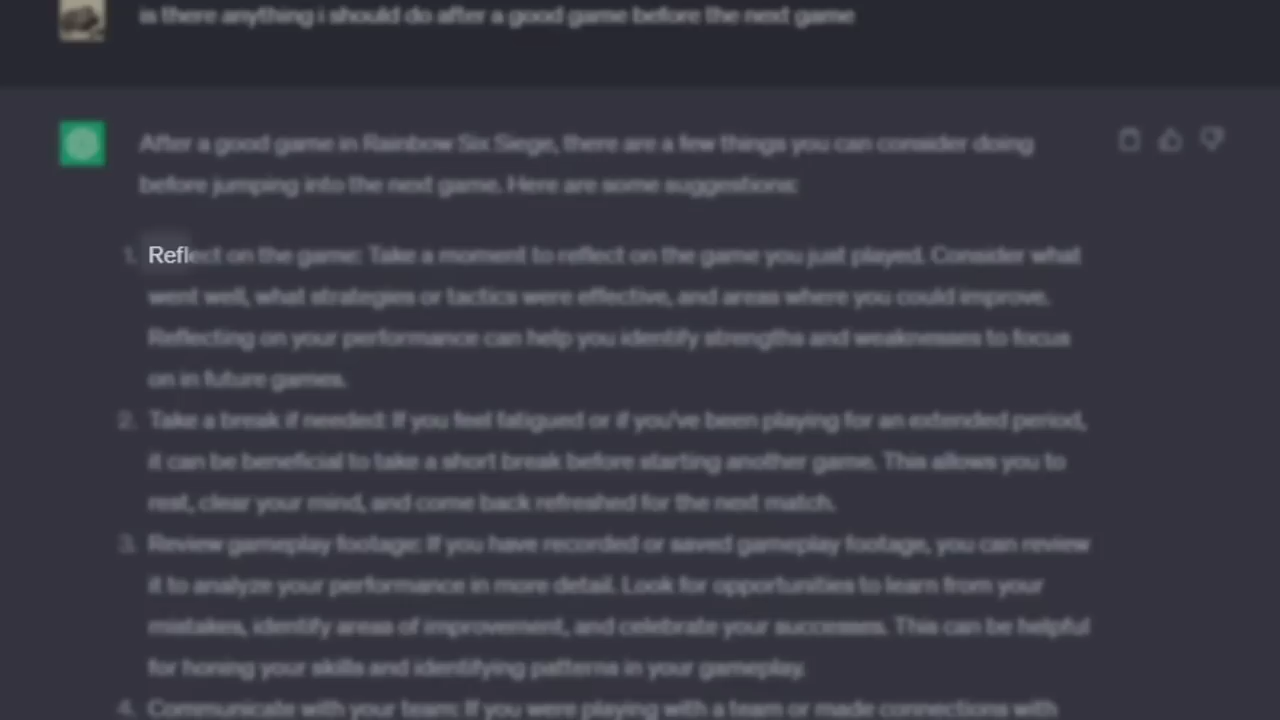 is there anything i should do after a good game before the next game
After a good game in Rainbow Six Siege, there are a few things you can consider doing
before jumping into the next game. Here are some suggestions:
1. Reflect on the game: Take a moment to reflect on the game you just played. Consider what
went well, what strategies or tactics were effective, and areas where you could improve.
Reflecting on your performance can help you identify strengths and weaknesses to focus
on in future games.
2. Take a break if needed: If you feel fatigued or if you've been playing for an extended period,
it can be beneficial to take a short break before starting another game. This allows you to
rest, clear your mind, and come back refreshed for the next match.
3. Review gameplay footage: If you have recorded or saved gameplay footage, you can review
it to analyze your performance in more detail. Look for opportunities to learn from your
mistakes, identify areas of improvement, and celebrate your successes. This can be helpful
for honing your skills and identifying patterns in your gameplay.
4. Communicate with your team: If you were playing with a team or made connections with